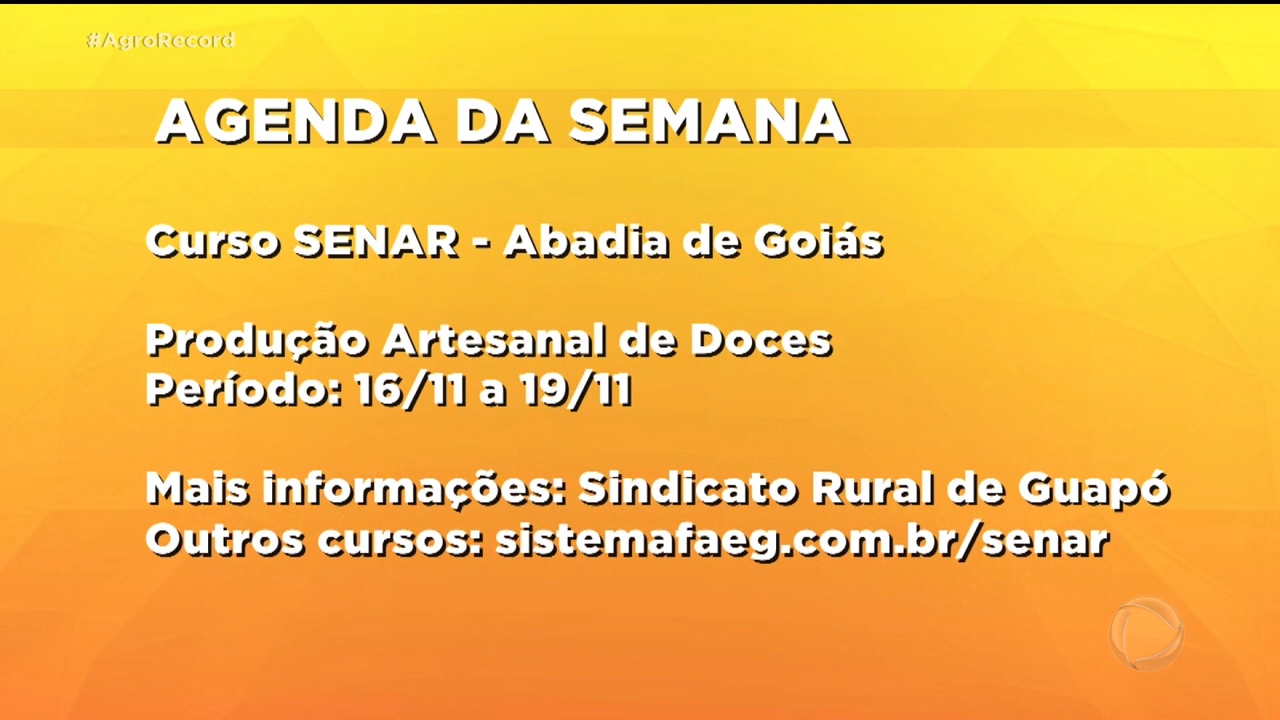 #AgroRecord
AGENDA DA SEMANA
Curso SENAR - Abadia de Goiás
Produção Artesanal de Doces
Período: 16/11 a 19/11
Mais informações: Sindicato Rural de Guapó
Outros cursos: sistemafaeg.com.br/senar